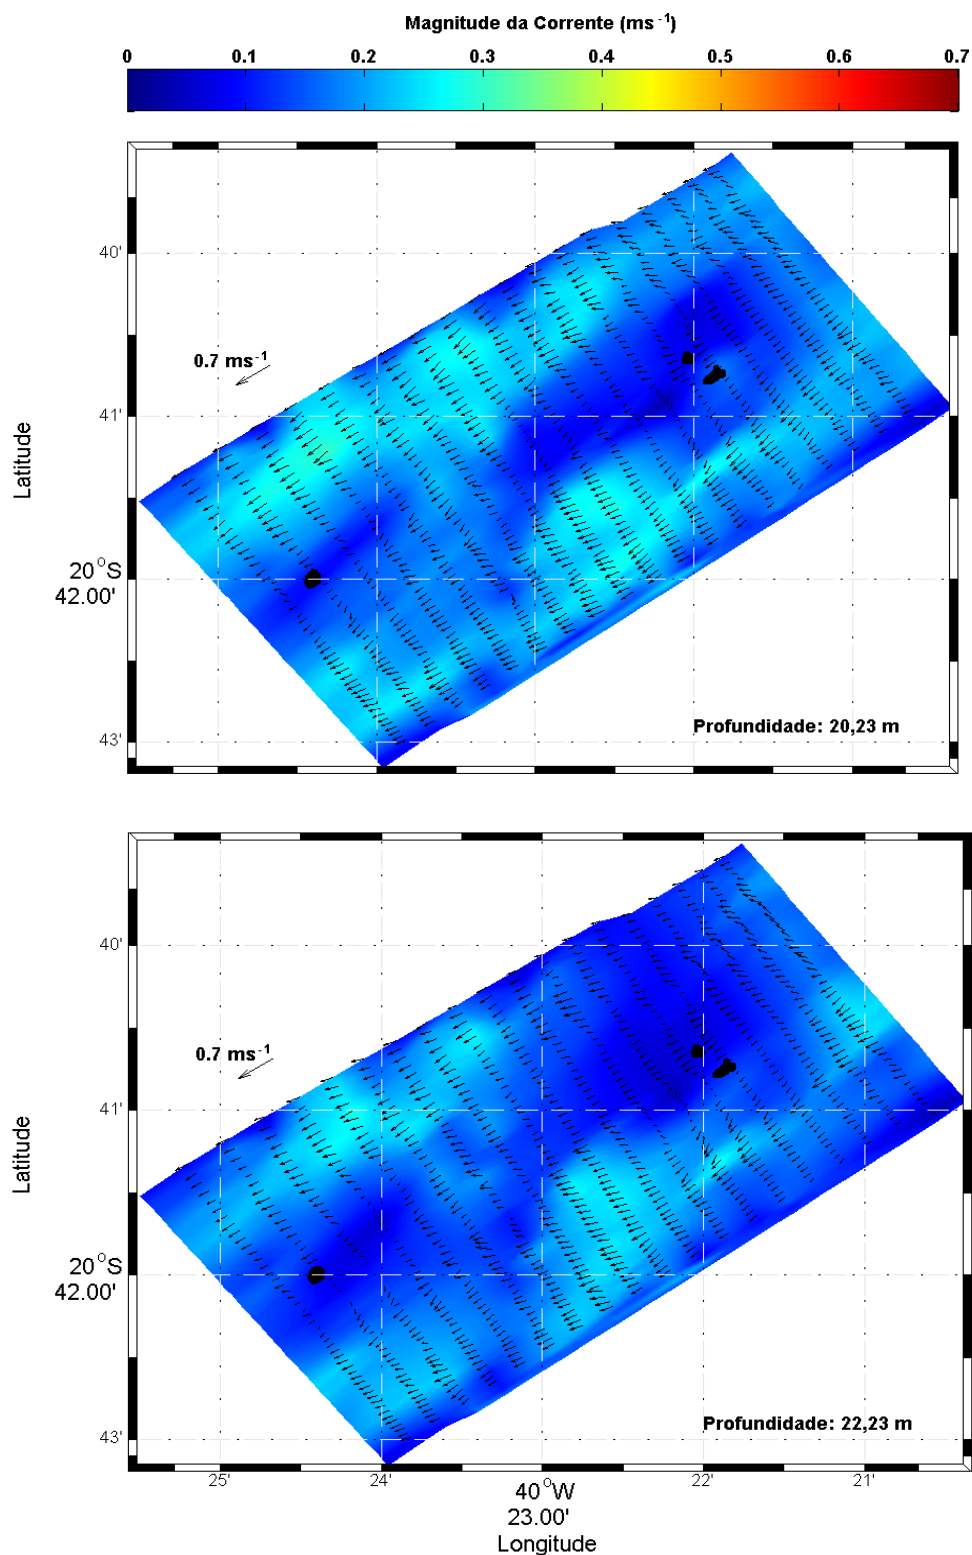 Magnitude da Corrente (ms⁻¹)
0 0.1 0.2 0.3 0.4 0.5 0.6 0.7
40'
0.7 ms⁻¹
41'
Latitude
20°S
42.00'
Profundidade: 20,23 m
43'
40'
0.7 ms⁻¹
41'
Latitude
20°S
42.00'
Profundidade: 22,23 m
43'
25' 24' 40°W 22' 21'
23.00'
Longitude